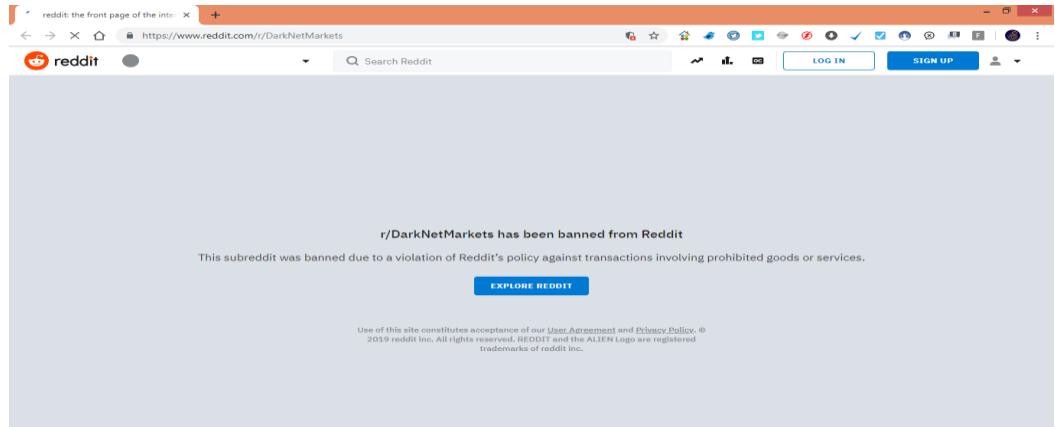 reddit: the front page of the inte
https://www.reddit.com/r/DarkNetMarkets
reddit
Search Reddit
LOG IN
SIGN UP
r/DarkNetMarkets has been banned from Reddit
This subreddit was banned due to a violation of Reddit's policy against transactions involving prohibited goods or services.
EXPLORE REDDIT
Use of this site constitutes acceptance of our User Agreement and Privacy Policy. ©
2019 reddit inc. All rights reserved. REDDIT and the ALIEN Logo are registered
trademarks of reddit inc.